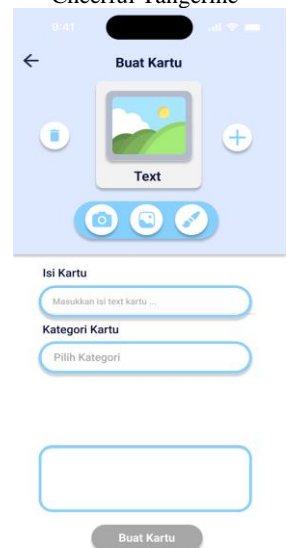 Cheerful Tangerine
9:41
Buat Kartu
Text
Isi Kartu
Masukkan isi text kartu ...
Kategori Kartu
Pilih Kategori
Buat Kartu